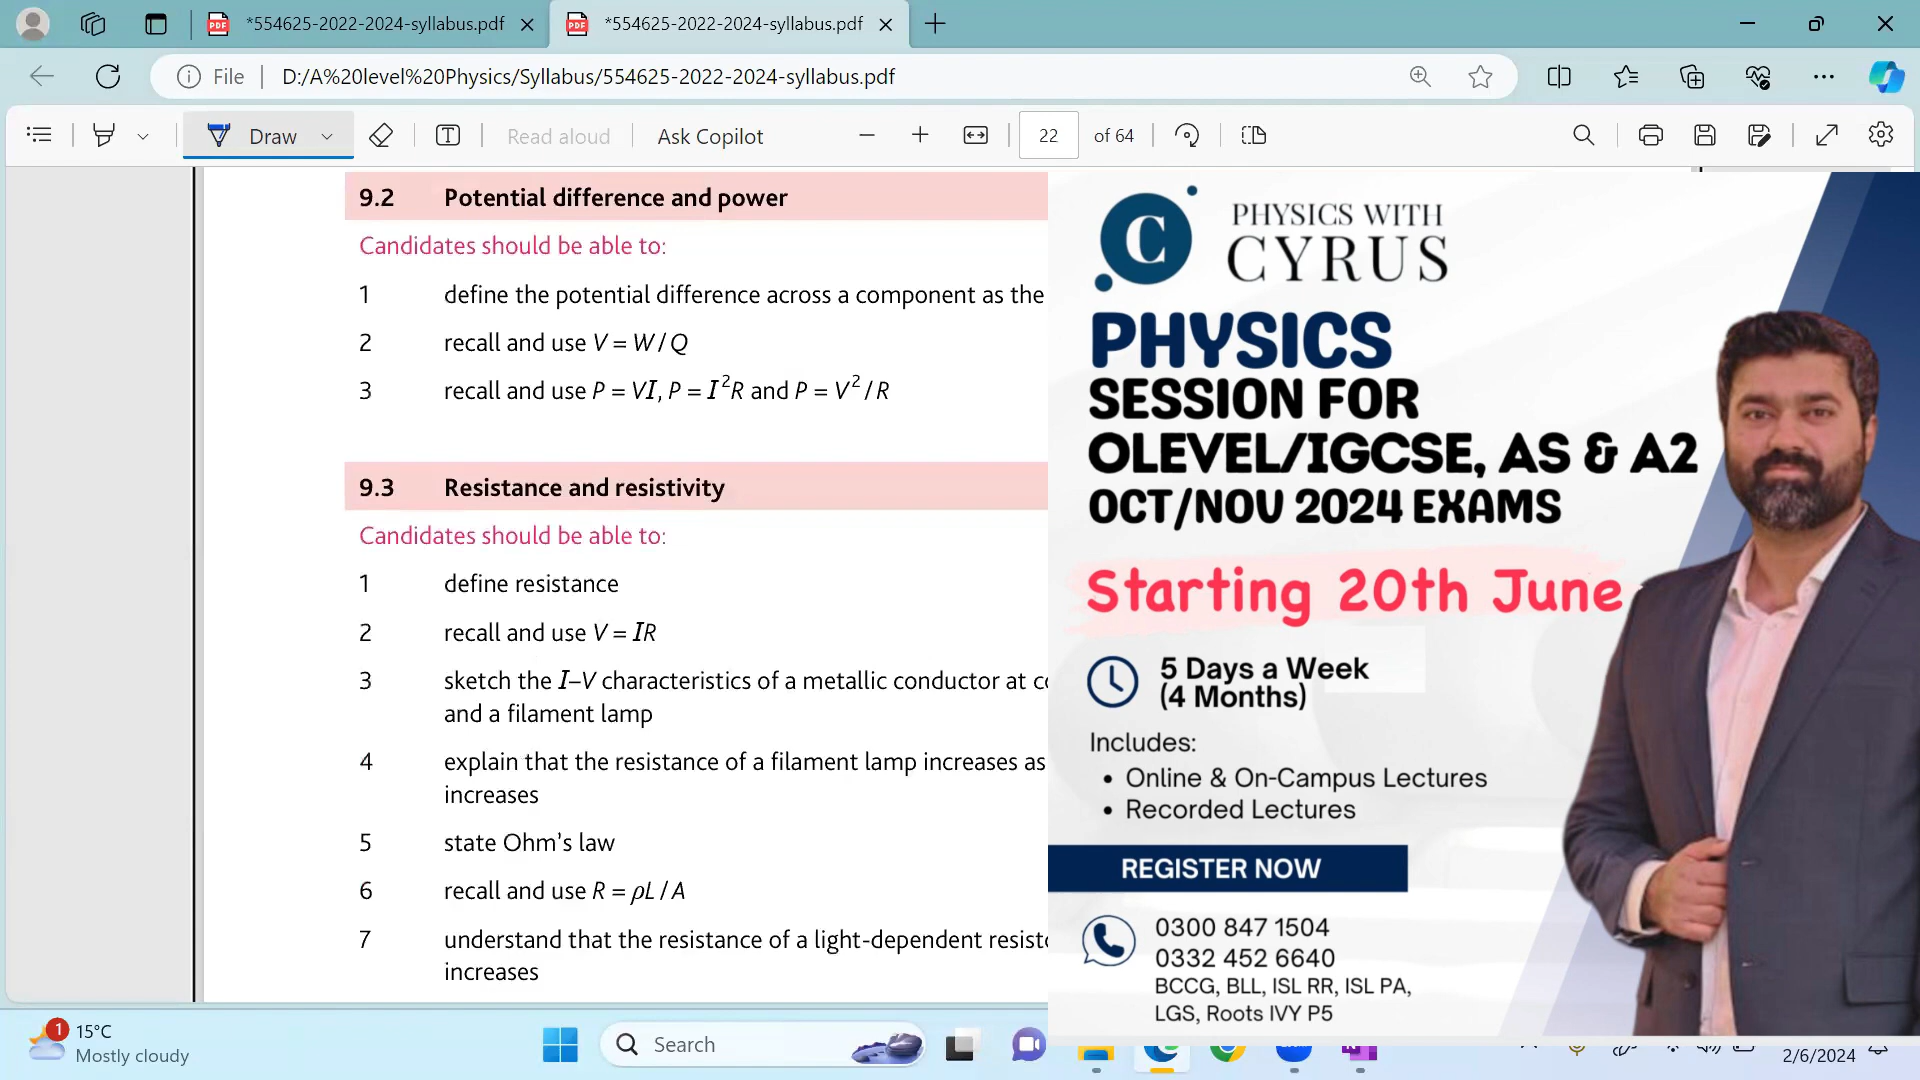 *554625-2022-2024-syllabus.pdf
*554625-2022-2024-syllabus.pdf
File
D:/A%20level%20Physics/Syllabus/554625-2022-2024-syllabus.pdf
Draw
Read aloud
Ask Copilot
22
of 64
9.2 Potential difference and power
Candidates should be able to:
1 define the potential difference across a component as the
2 recall and use V = W / Q
3 recall and use P = VI, P = I²R and P = V² / R
9.3 Resistance and resistivity
Candidates should be able to:
1 define resistance
2 recall and use V = IR
3 sketch the I–V characteristics of a metallic conductor at
and a filament lamp
4 explain that the resistance of a filament lamp increases as
increases
5 state Ohm's law
6 recall and use R = ρL / A
7 understand that the resistance of a light-dependent
increases
C
PHYSICS WITH
CYRUS
PHYSICS
SESSION FOR
OLEVEL/IGCSE, AS & A2
OCT/NOV 2024 EXAMS
Starting 20th June
5 Days a Week
(4 Months)
Includes:
• Online & On-Campus Lectures
• Recorded Lectures
REGISTER NOW
0300 847 1504
0332 452 6640
BCCG, BLL, ISL RR, ISL PA,
LGS, Roots IVY P5
1
15°C
Mostly cloudy
Search
2/6/2024